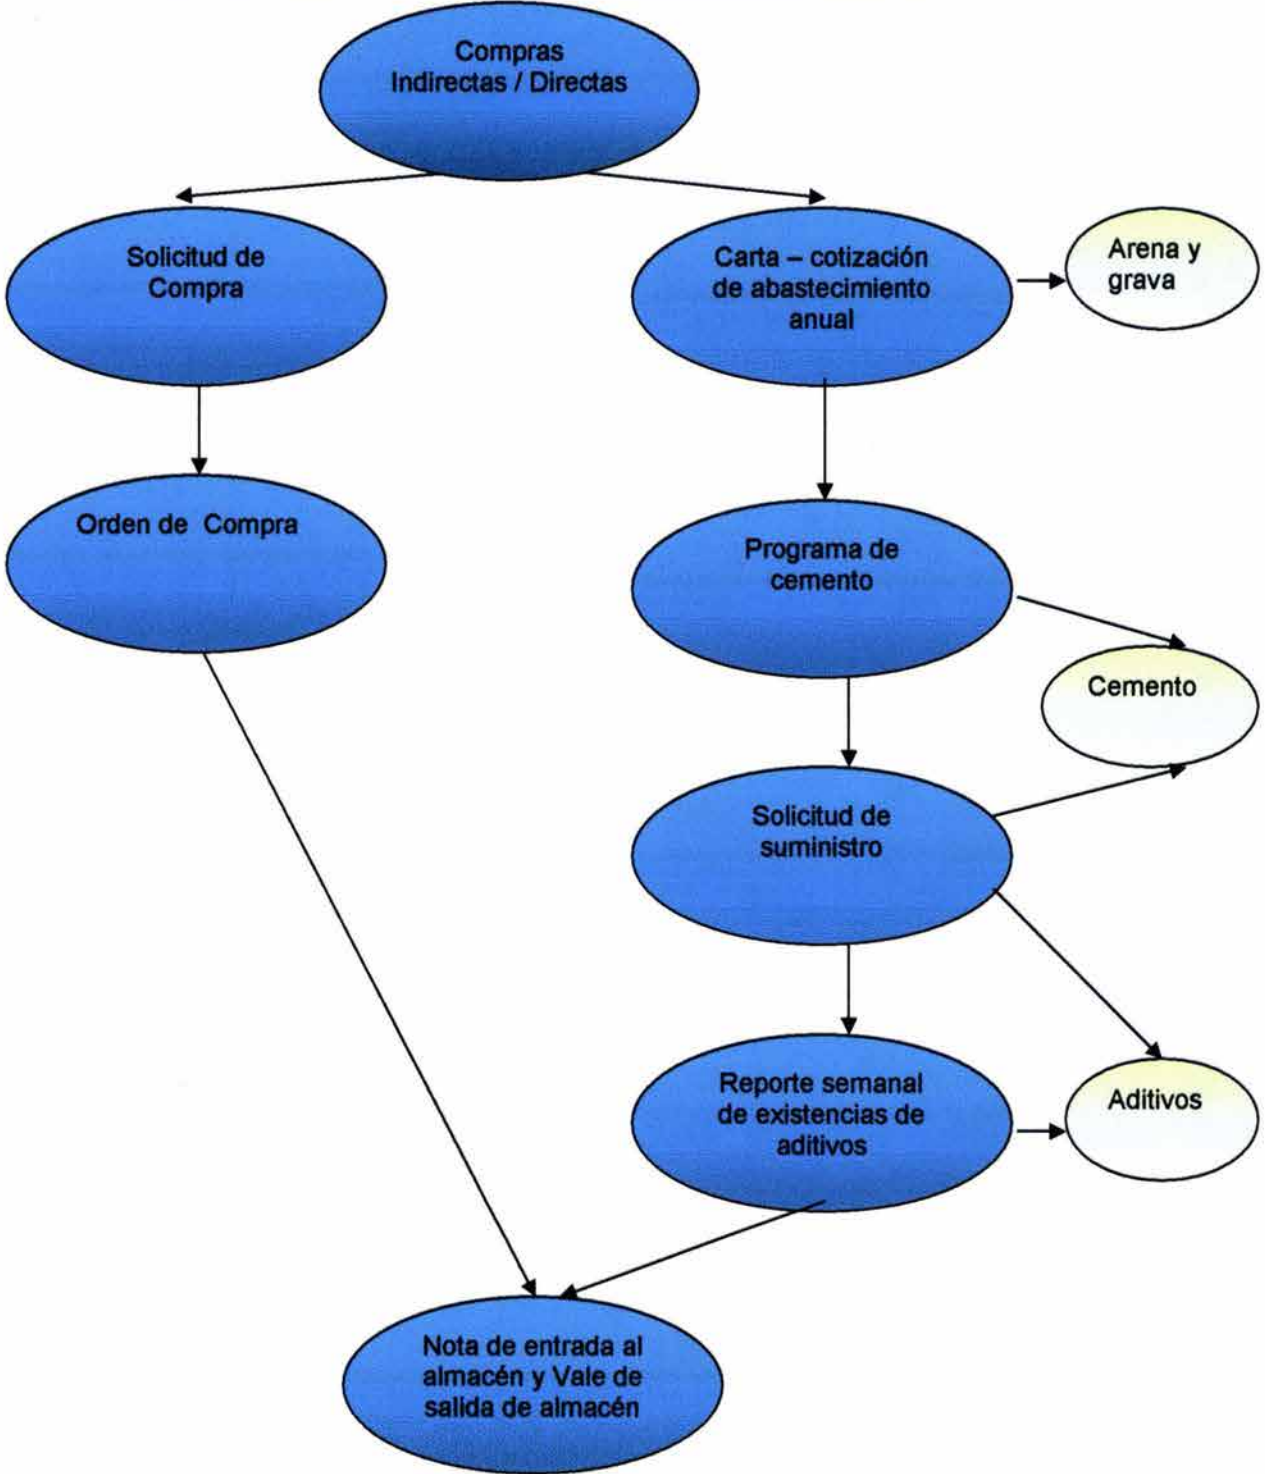 Compras
Indirectas / Directas
Solicitud de
Compra
Carta – cotización
de abastecimiento
anual
Arena y
grava
Orden de Compra
Programa de
cemento
Cemento
Solicitud de
suministro
Reporte semanal
de existencias de
aditivos
Aditivos
Nota de entrada al
almacén y Vale de
salida de almacén